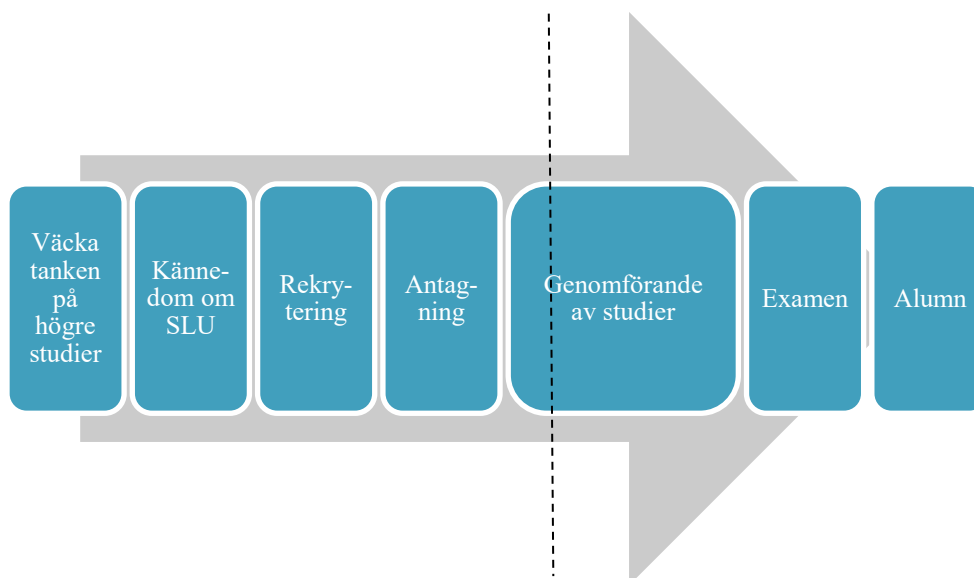 Väcka
tanken
på
högre
studier
Känne-
dom om
SLU
Rekry-
tering
Antag-
ning
Genomförande
av studier
Examen
Alumn